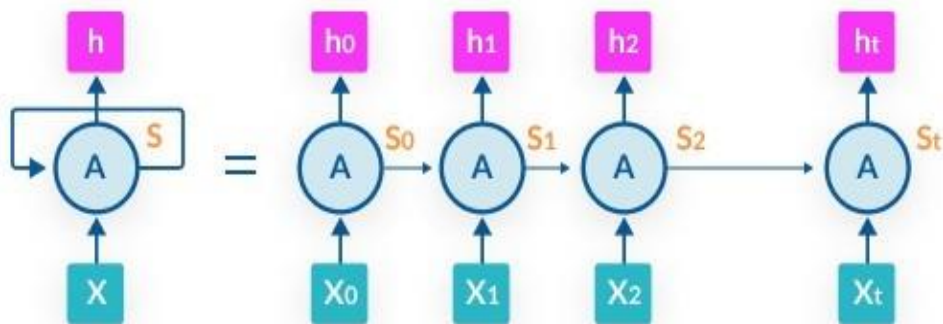 h h₀ h₁ h₂ hₜ
S S₀ S₁ S₂ Sₜ
A = A A A A
X X₀ X₁ X₂ Xₜ